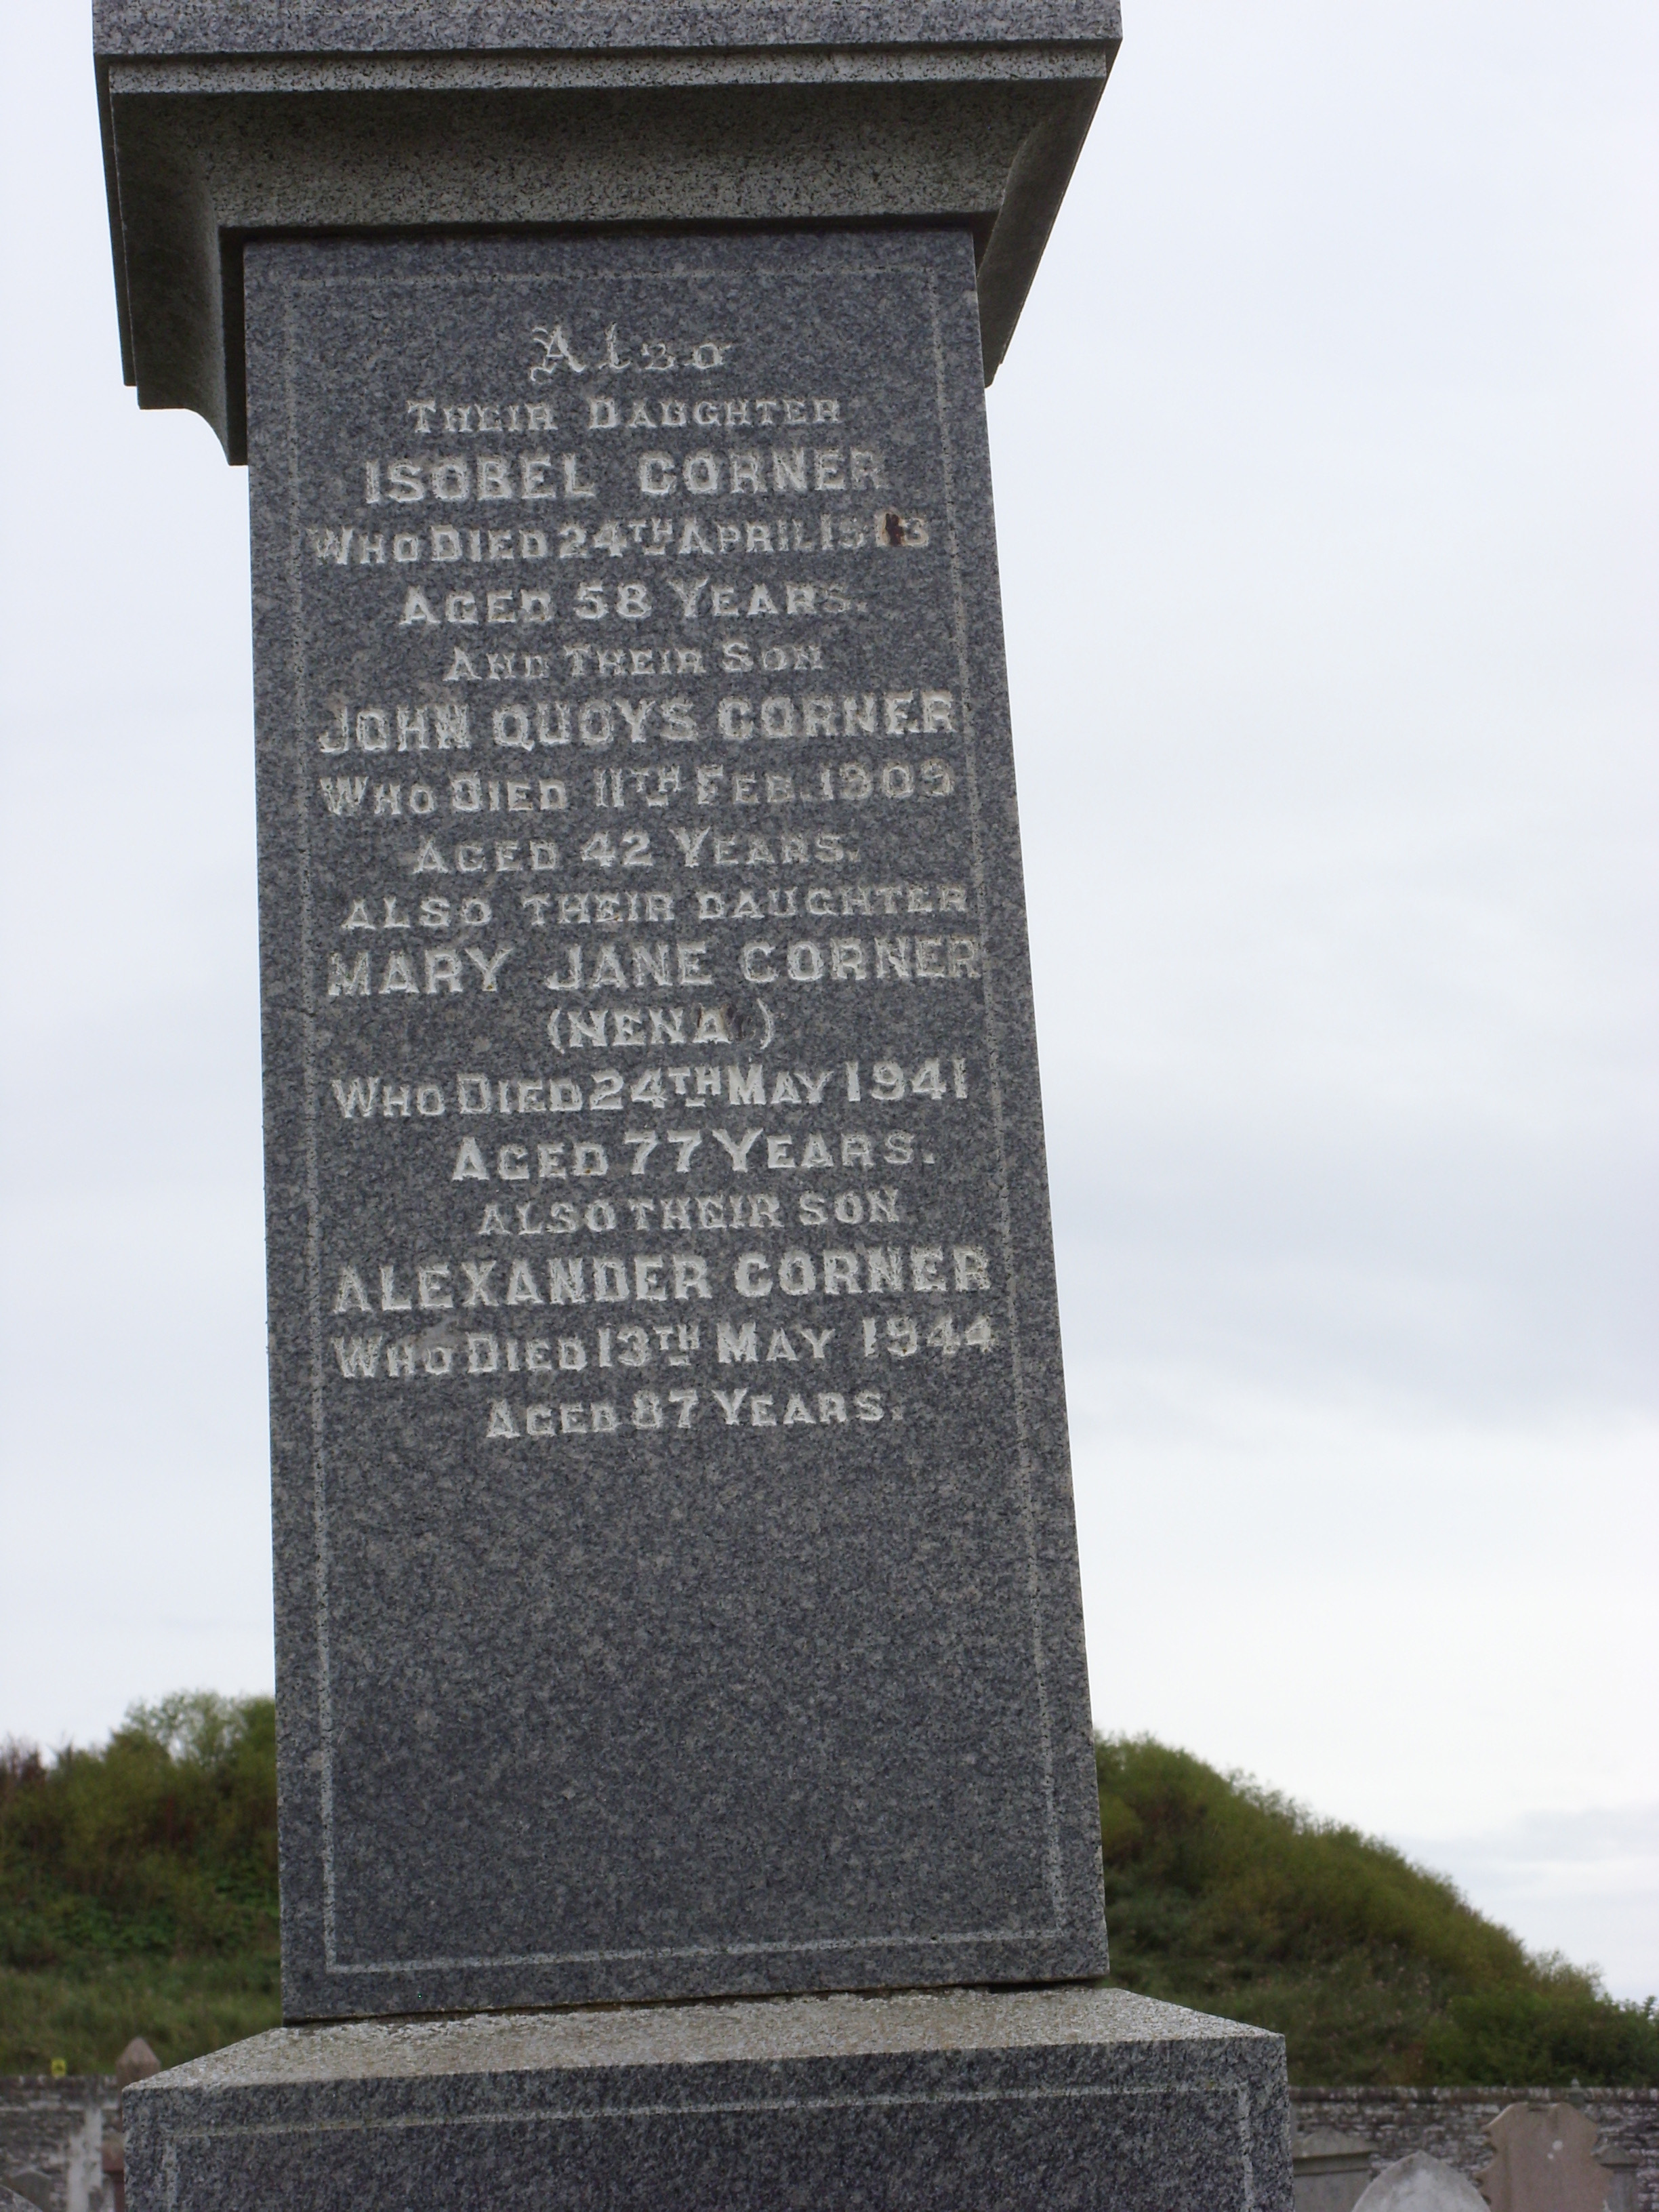 Also
THEIR DAUGHTER
ISOBEL CORNER
WHO DIED 24TH APRIL
AGED 58 YEARS.
AND THEIR SON
JOHN QUOYS CORNER
WHO DIED 11TH FEB. 1909
AGED 42 YEARS.
ALSO THEIR DAUGHTER
MARY JANE CORNER
(NENA)
WHO DIED 24TH MAY 1941
AGED 77 YEARS.
ALSO THEIR SON
ALEXANDER CORNER
WHO DIED 13TH MAY 1944
AGED 87 YEARS.